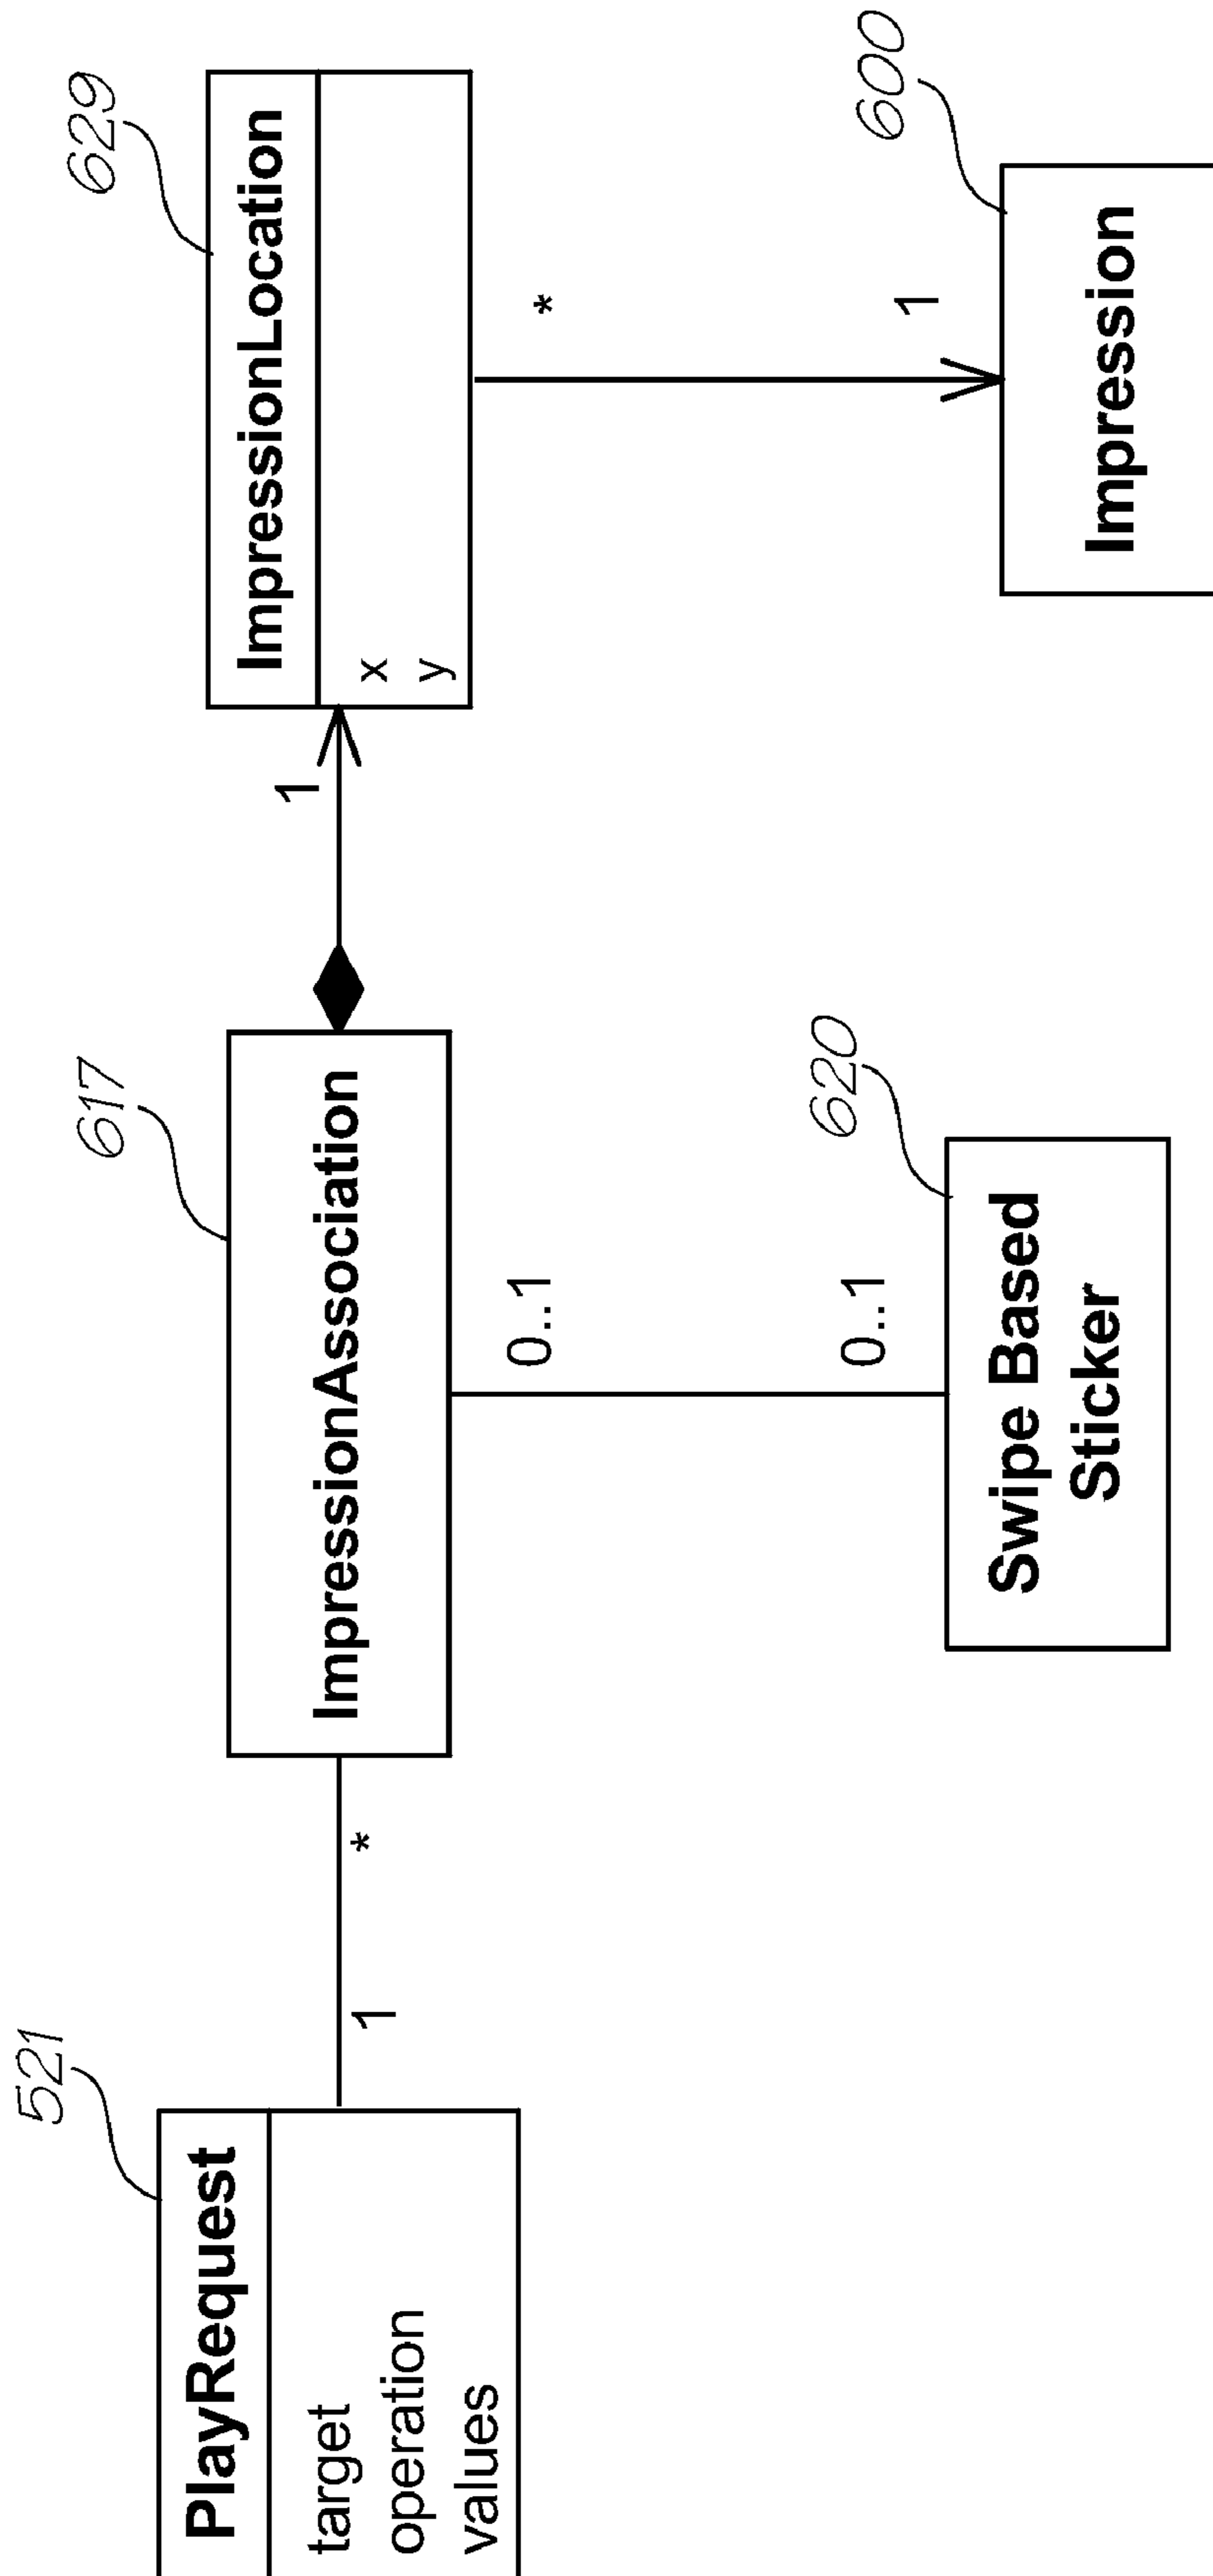 521
PlayRequest
target
operation
values
1
*
617
ImpressionAssociation
1
0..1
0..1
620
Swipe Based
Sticker
629
ImpressionLocation
x
y
*
1
600
Impression